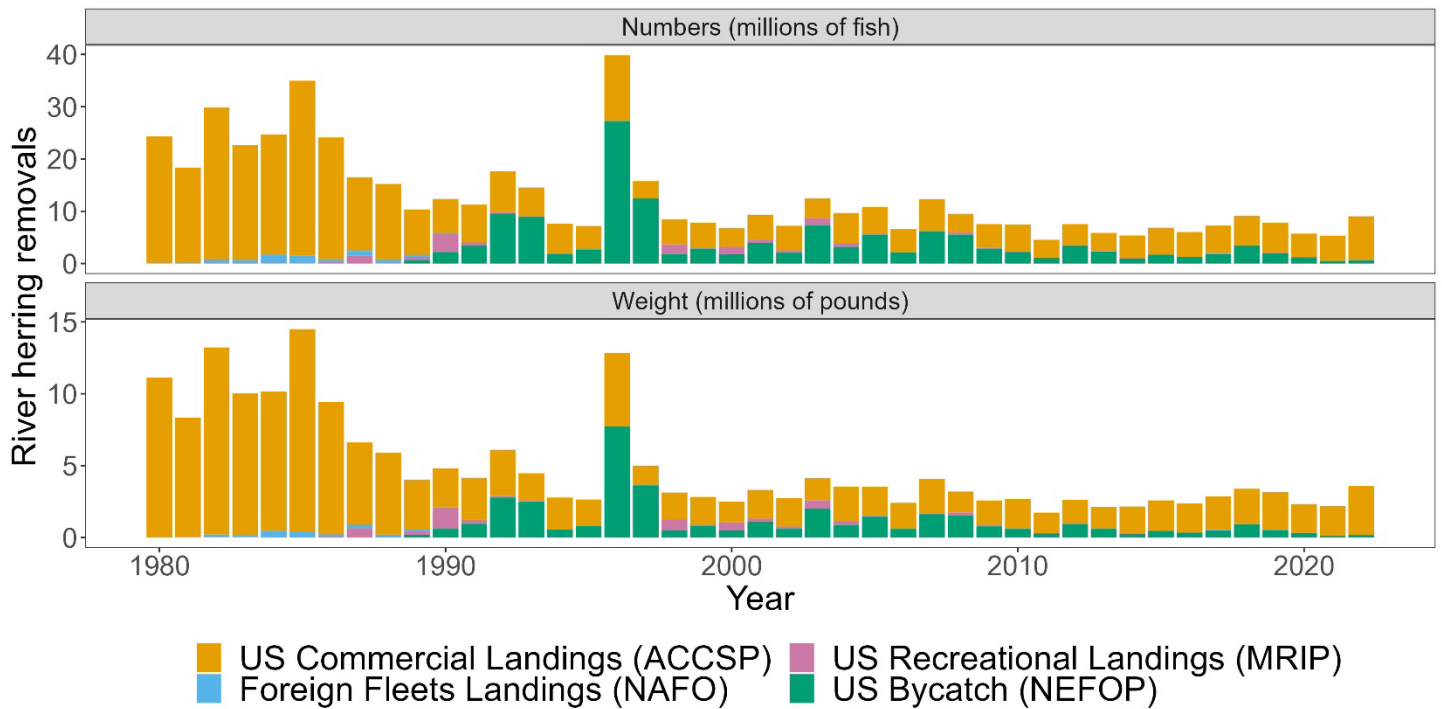 Numbers (millions of fish)
40
30
20
10
0
River herring removals
Weight (millions of pounds)
15
10
5
0
1980 1990 2000 2010 2020
Year
US Commercial Landings (ACCSP) US Recreational Landings (MRIP)
Foreign Fleets Landings (NAFO) US Bycatch (NEFOP)